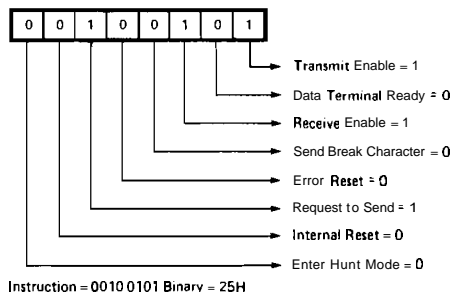 0 0 1 0 0 1 0 1
Transmit Enable = 1
Data Terminal Ready = 0
Receive Enable = 1
Send Break Character = 0
Error Reset = 0
Request to Send = 1
Internal Reset = 0
Enter Hunt Mode = 0
Instruction = 0010 0101 Binary = 25H